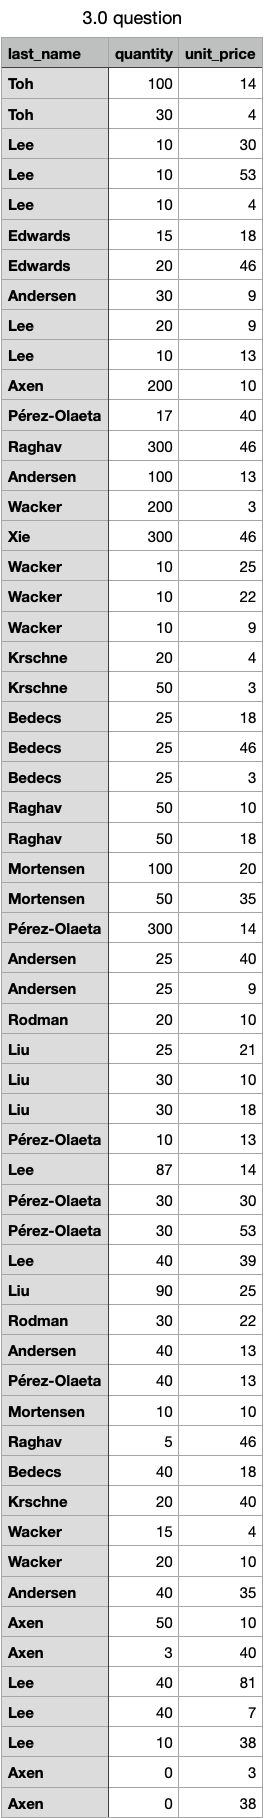 3.0 question
last_name quantity unit_price
Toh 100 14
Toh 30 4
Lee 10 30
Lee 10 53
Lee 10 4
Edwards 15 18
Edwards 20 46
Andersen 30 9
Lee 20 9
Lee 10 13
Axen 200 10
Pérez-Olaeta 17 40
Raghav 300 46
Andersen 100 13
Wacker 200 3
Xie 300 46
Wacker 10 25
Wacker 10 22
Wacker 10 9
Krschne 20 4
Krschne 50 3
Bedecs 25 18
Bedecs 25 46
Bedecs 25 3
Raghav 50 10
Raghav 50 18
Mortensen 100 20
Mortensen 50 35
Pérez-Olaeta 300 14
Andersen 25 40
Andersen 25 9
Rodman 20 10
Liu 25 21
Liu 30 10
Liu 30 18
Pérez-Olaeta 10 13
Lee 87 14
Pérez-Olaeta 30 30
Pérez-Olaeta 30 53
Lee 40 39
Liu 90 25
Rodman 30 22
Andersen 40 13
Pérez-Olaeta 40 13
Mortensen 10 10
Raghav 5 46
Bedecs 40 18
Krschne 20 40
Wacker 15 4
Wacker 20 10
Andersen 40 35
Axen 50 10
Axen 3 40
Lee 40 81
Lee 40 7
Lee 10 38
Axen 0 3
Axen 0 38